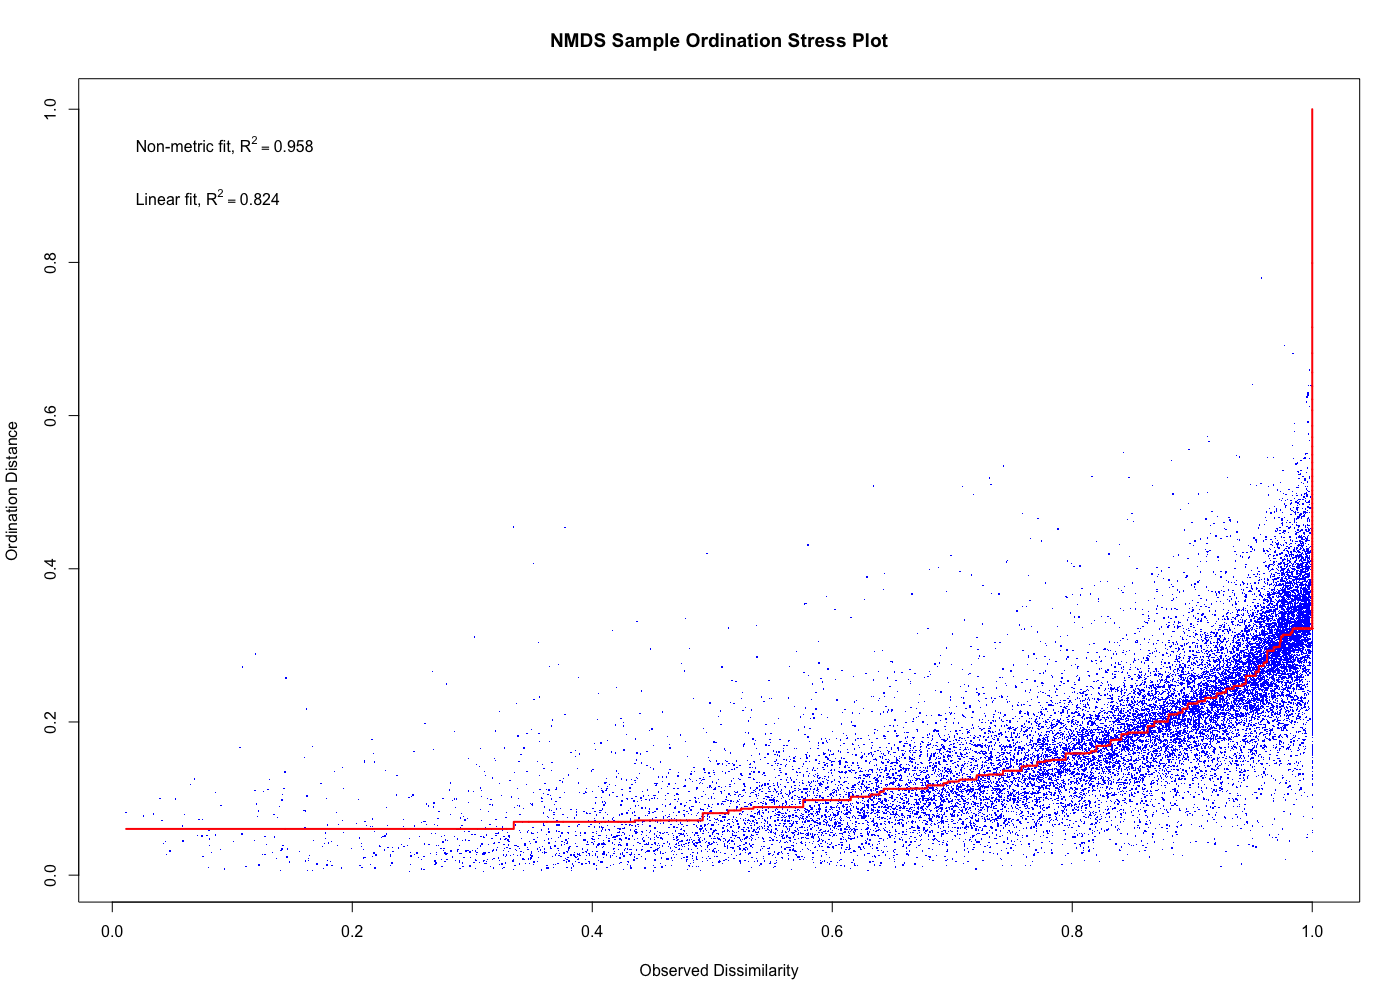 NMDS Sample Ordination Stress Plot
Non-metric fit, R² = 0.958
Linear fit, R² = 0.824
Ordination Distance
1.0
0.8
0.6
0.4
0.2
0.0
0.0 0.2 0.4 0.6 0.8 1.0
Observed Dissimilarity